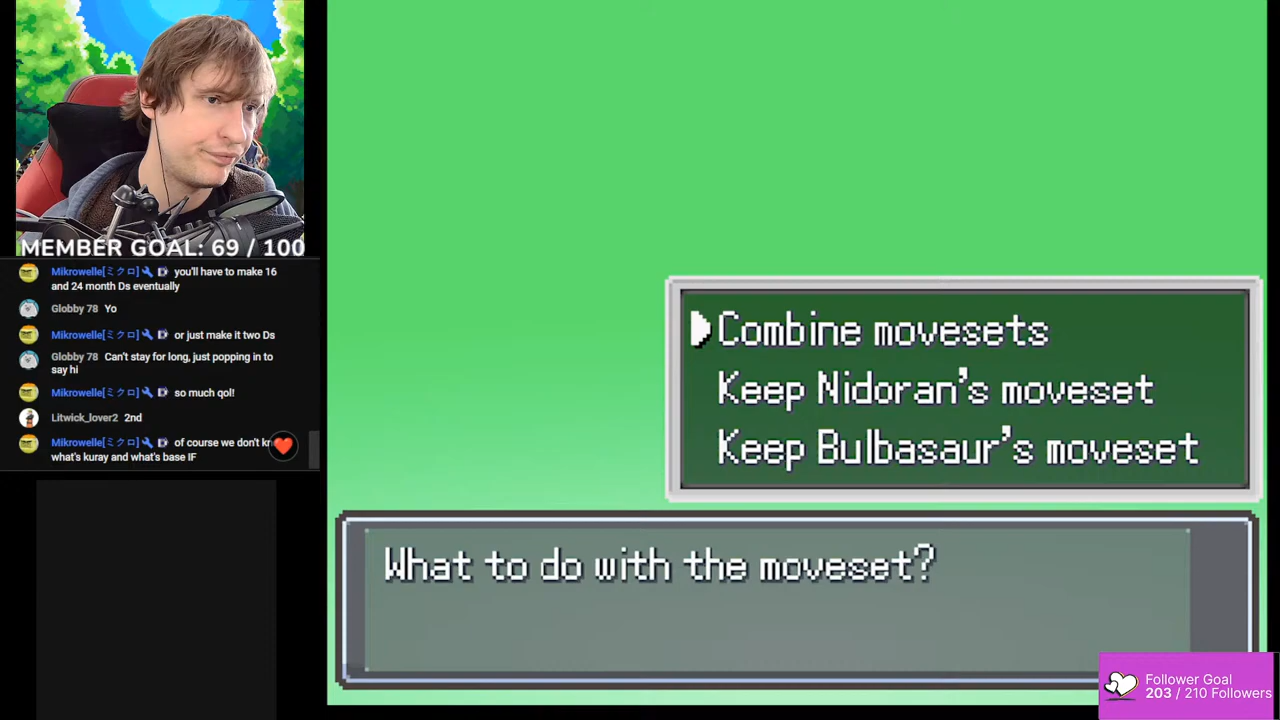 MEMBER GOAL: 69 / 100
Mikrowelle[ミクロ] you'll have to make 16
and 24 month Ds eventually
Globby 78 Yo
Mikrowelle[ミクロ] or just make it two Ds
Globby 78 Can't stay for long, just popping in to
say hi
Mikrowelle[ミクロ] so much qol!
Litwick_lover2 2nd
Mikrowelle[ミクロ] of course we don't
what's kuray and what's base IF
Combine movesets
Keep Nidoran's moveset
Keep Bulbasaur's moveset
What to do with the moveset?
Follower Goal
203 / 210 Followers